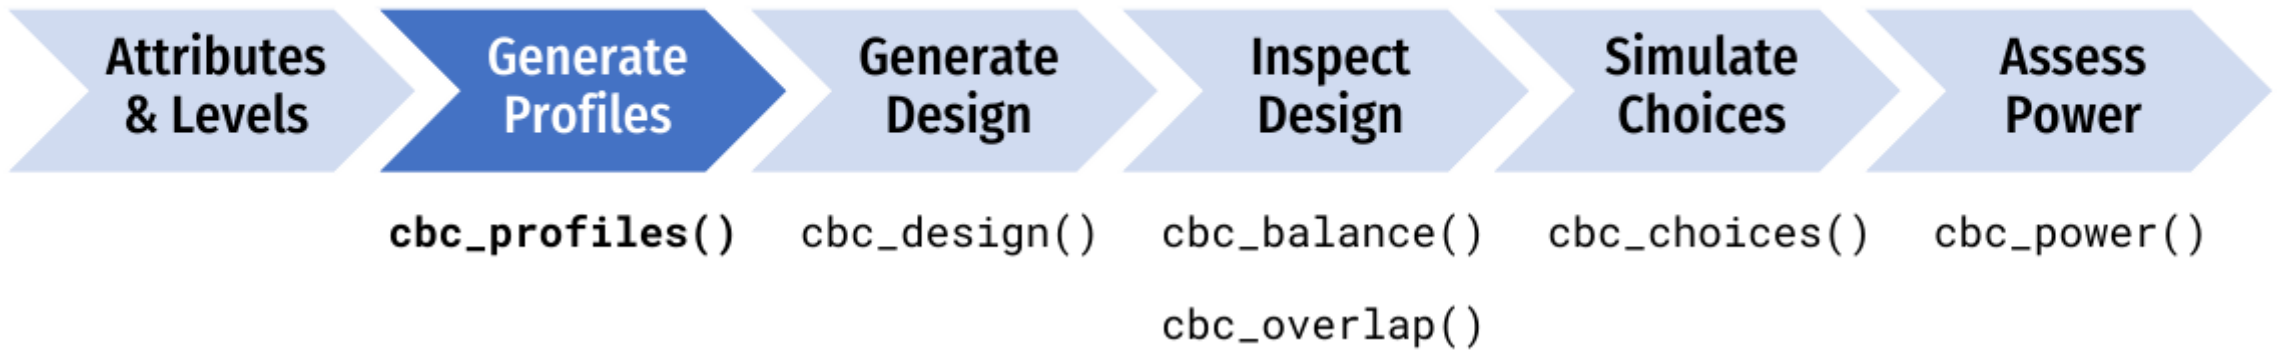 Attributes
& Levels
Generate
Profiles
Generate
Design
Inspect
Design
Simulate
Choices
Assess
Power
cbc_profiles()
cbc_design()
cbc_balance()
cbc_choices()
cbc_power()
cbc_overlap()